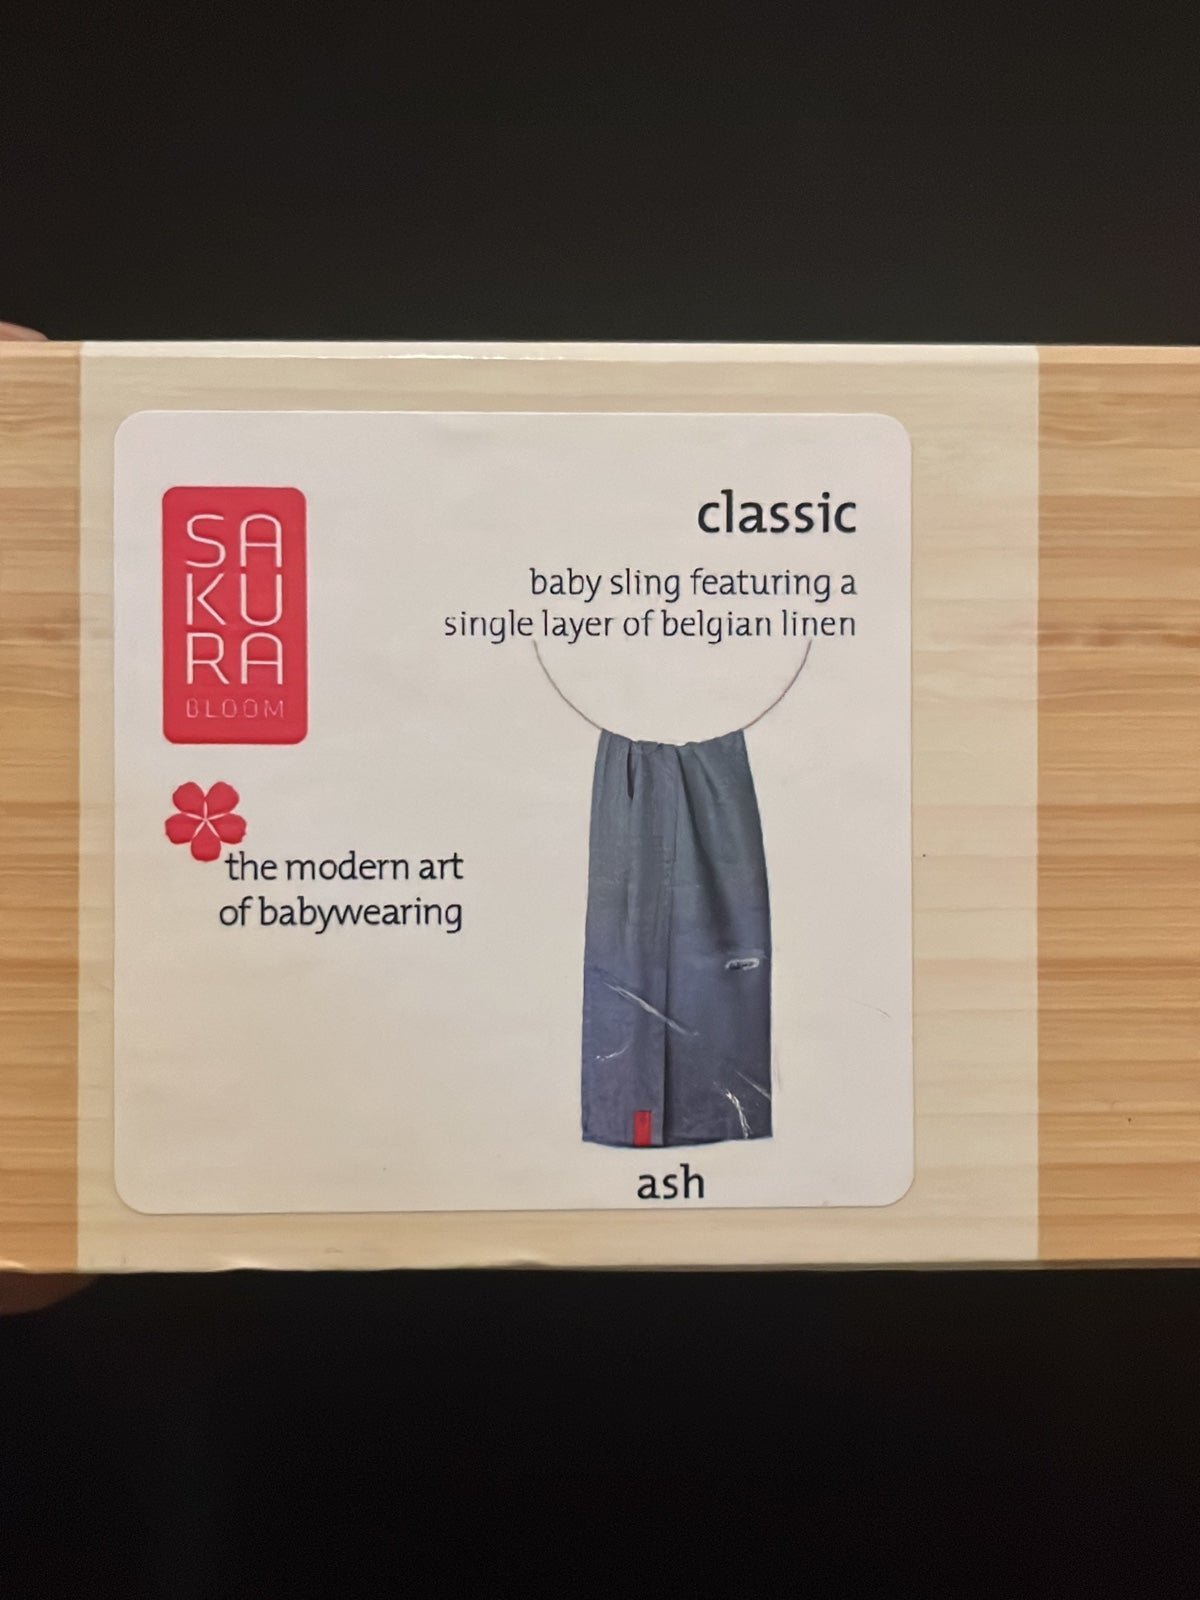 SA
KU
RA
BLOOM
classic
baby sling featuring a
single layer of belgian linen
the modern art
of babywearing
ash